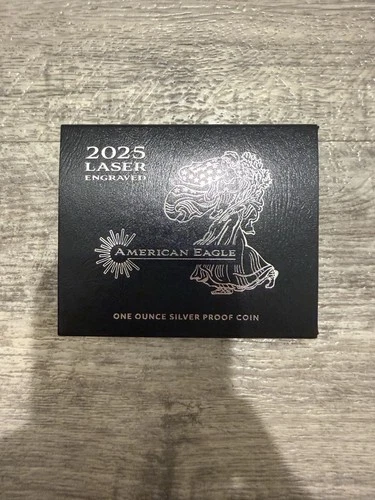 2025
LASER
ENGRAVED
AMERICAN EAGLE
ONE OUNCE SILVER PROOF COIN